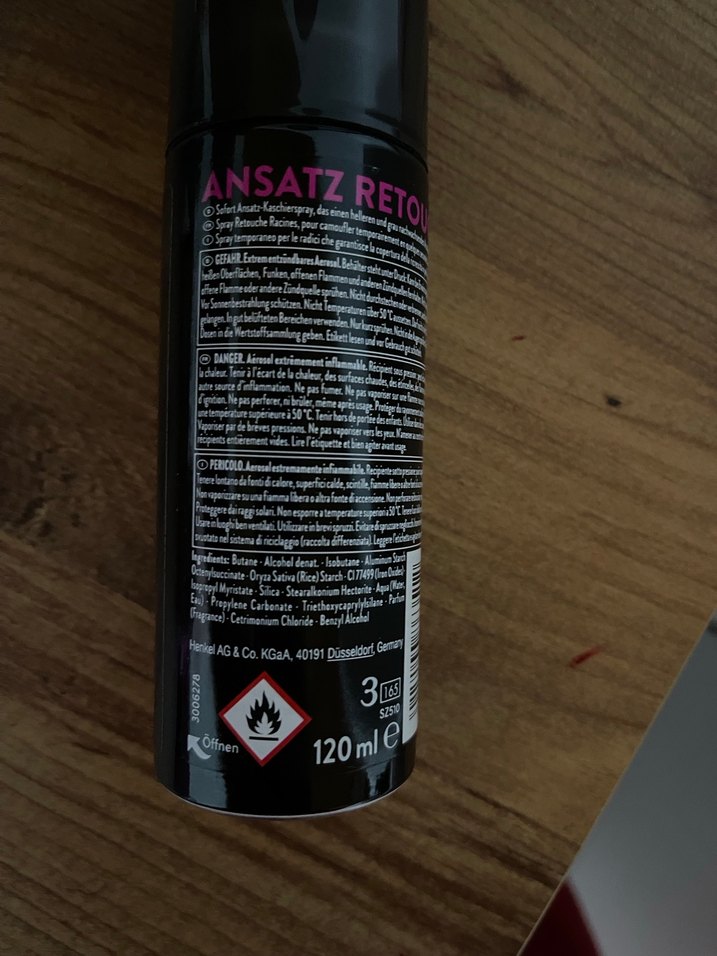 ANSATZ RETOU
D Sofort Ansatz-Kaschierspray, das einen helleren und grau nachwachsenden
FR Spray Retouche Racines, pour camoufler temporairement en quelques
I Spray temporaneo per le radici che garantisce la copertura della
D GEFAHR. Extrem entzündbares Aerosol. Behälter steht unter Druck:
heißen Oberflächen, Funken, offenen Flammen und anderen Zündquellen
offene Flamme oder andere Zündquelle sprühen. Nicht durchstechen oder
Vor Sonnenbestrahlung schützen. Nicht Temperaturen über 50°C aussetzen.
gelangen. In gut belüfteten Bereichen verwenden. Nur kurz sprühen.
Dosen in die Wertstoffsammlung geben. Etikett lesen und vor Gebrauch gut
FR DANGER. Aérosol extrêmement inflammable. Récipient sous pression,
la chaleur. Tenir à l'écart de la chaleur, des surfaces chaudes, des étincelles,
autre source d'inflammation. Ne pas fumer. Ne pas vaporiser sur une flamme
d'ignition. Ne pas perforer, ni brûler, même après usage. Protéger du rayonnement
une température supérieure à 50°C. Tenir hors de portée des enfants.
Vaporiser par de brèves pressions. Ne pas vaporiser vers les yeux.
récipients entièrement vides. Lire l'étiquette et bien agiter avant usage.
I PERICOLO. Aerosol estremamente infiammabile. Recipiente sotto pressione:
Tenere lontano da fonti di calore, superfici calde, scintille, fiamme libere o altre
Non vaporizzare su una fiamma libera o altra fonte di accensione. Non perforare
Proteggere dai raggi solari. Non esporre a temperature superiori a 50°C.
Usare in luoghi ben ventilati. Utilizzare in brevi spruzzi. Evitare di spruzzare
svuotato nel sistema di riciclaggio (raccolta differenziata). Leggere l'etichetta
Ingredients: Butane · Alcohol denat. · Isobutane · Aluminum Starch
Octenylsuccinate · Oryza Sativa (Rice) Starch · CI 77499 (Iron Oxides) ·
Isopropyl Myristate · Silica · Stearalkonium Hectorite · Aqua (Water,
Eau) · Propylene Carbonate · Triethoxycaprylylsilane · Parfum
(Fragrance) · Cetrimonium Chloride · Benzyl Alcohol
Henkel AG & Co. KGaA, 40191 Düsseldorf, Germany
3006278
3 165
SZ510
Öffnen
120 ml e